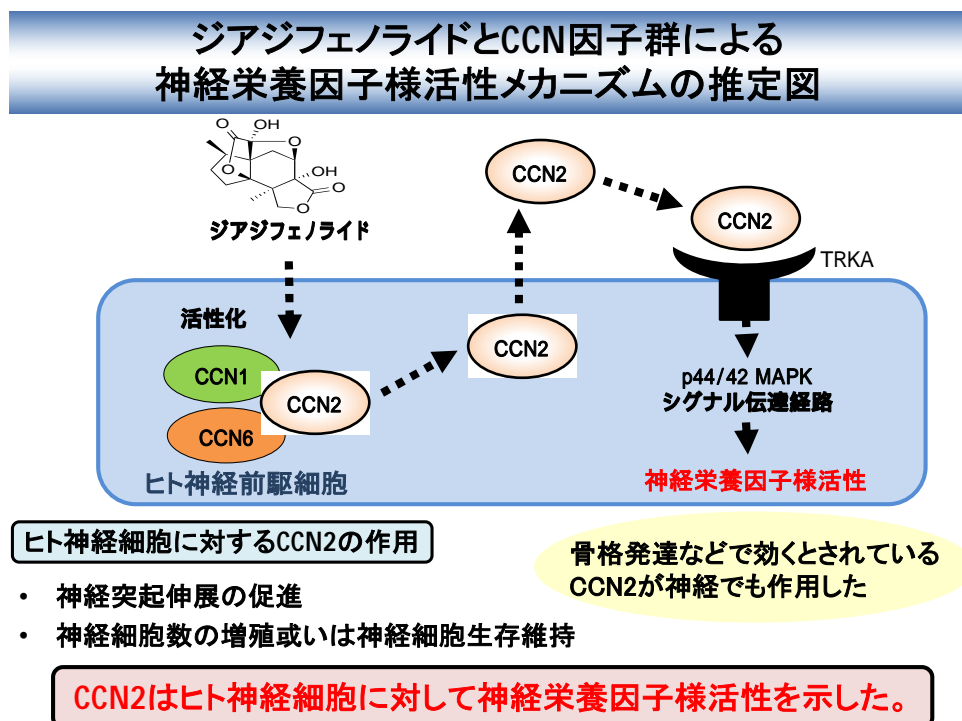 ジアジフェノライドとCCN因子群による
神経栄養因子様活性メカニズムの推定図
O
OH
O
O
OH
O
O
ジアジフェノライド
CCN2
CCN2
TRKA
活性化
CCN1
CCN2
CCN6
CCN2
p44/42 MAPK
シグナル伝達経路
ヒト神経前駆細胞
神経栄養因子様活性
ヒト神経細胞に対するCCN2の作用
骨格発達などで効くとされている
CCN2が神経でも作用した
• 神経突起伸展の促進
• 神経細胞数の増殖或いは神経細胞生存維持
CCN2はヒト神経細胞に対して神経栄養因子様活性を示した。